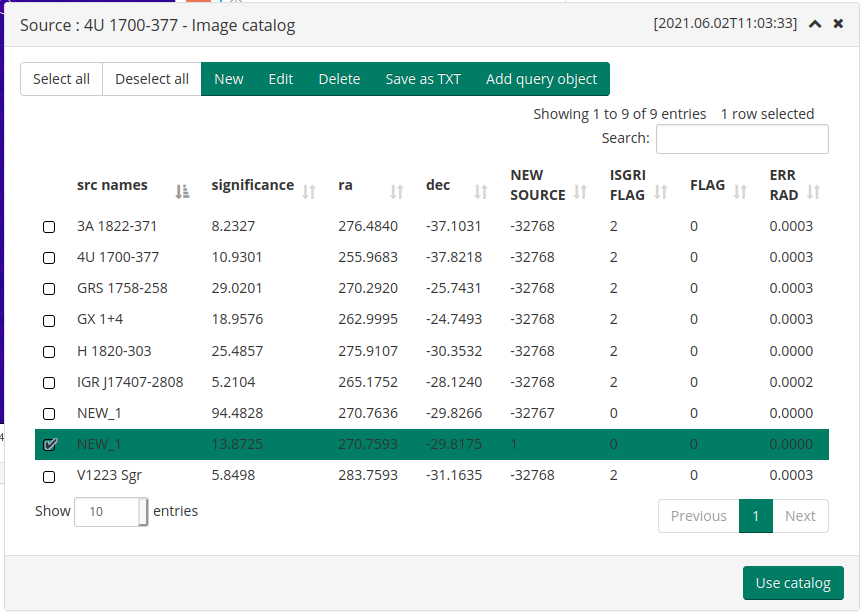 Source : 4U 1700-377 - Image catalog [2021.06.02T11:03:33]
Select all Deselect all New Edit Delete Save as TXT Add query object
Showing 1 to 9 of 9 entries 1 row selected
Search:
src names significance ra dec NEW SOURCE ISGRI FLAG FLAG ERR RAD
3A 1822-371 8.2327 276.4840 -37.1031 -32768 2 0 0.0003
4U 1700-377 10.9301 255.9683 -37.8218 -32768 2 0 0.0003
GRS 1758-258 29.0201 270.2920 -25.7431 -32768 2 0 0.0003
GX 1+4 18.9576 262.9995 -24.7493 -32768 2 0 0.0003
H 1820-303 25.4857 275.9107 -30.3532 -32768 2 0 0.0000
IGR J17407-2808 5.2104 265.1752 -28.1240 -32768 2 0 0.0002
NEW_1 94.4828 270.7636 -29.8266 -32767 0 0 0.0000
NEW_1 13.8725 270.7593 -29.8175 1 0 0 0.0000
V1223 Sgr 5.8498 283.7593 -31.1635 -32768 2 0 0.0003
Show 10 entries Previous 1 Next
Use catalog